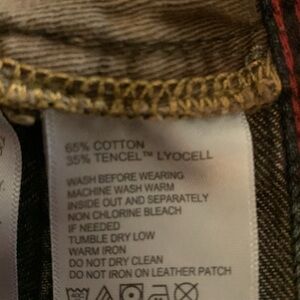 65% COTTON
35% TENCEL™ LYOCELL
WASH BEFORE WEARING
MACHINE WASH WARM
INSIDE OUT AND SEPARATELY
NON CHLORINE BLEACH
IF NEEDED
TUMBLE DRY LOW
WARM IRON
DO NOT DRY CLEAN
DO NOT IRON ON LEATHER PATCH